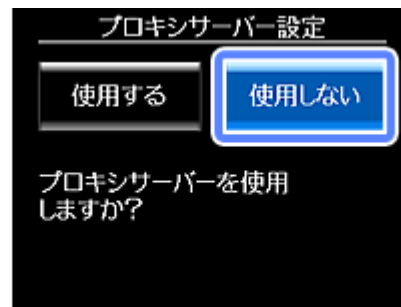 プロキシサーバー設定
使用する 使用しない
プロキシサーバーを使用
しますか?